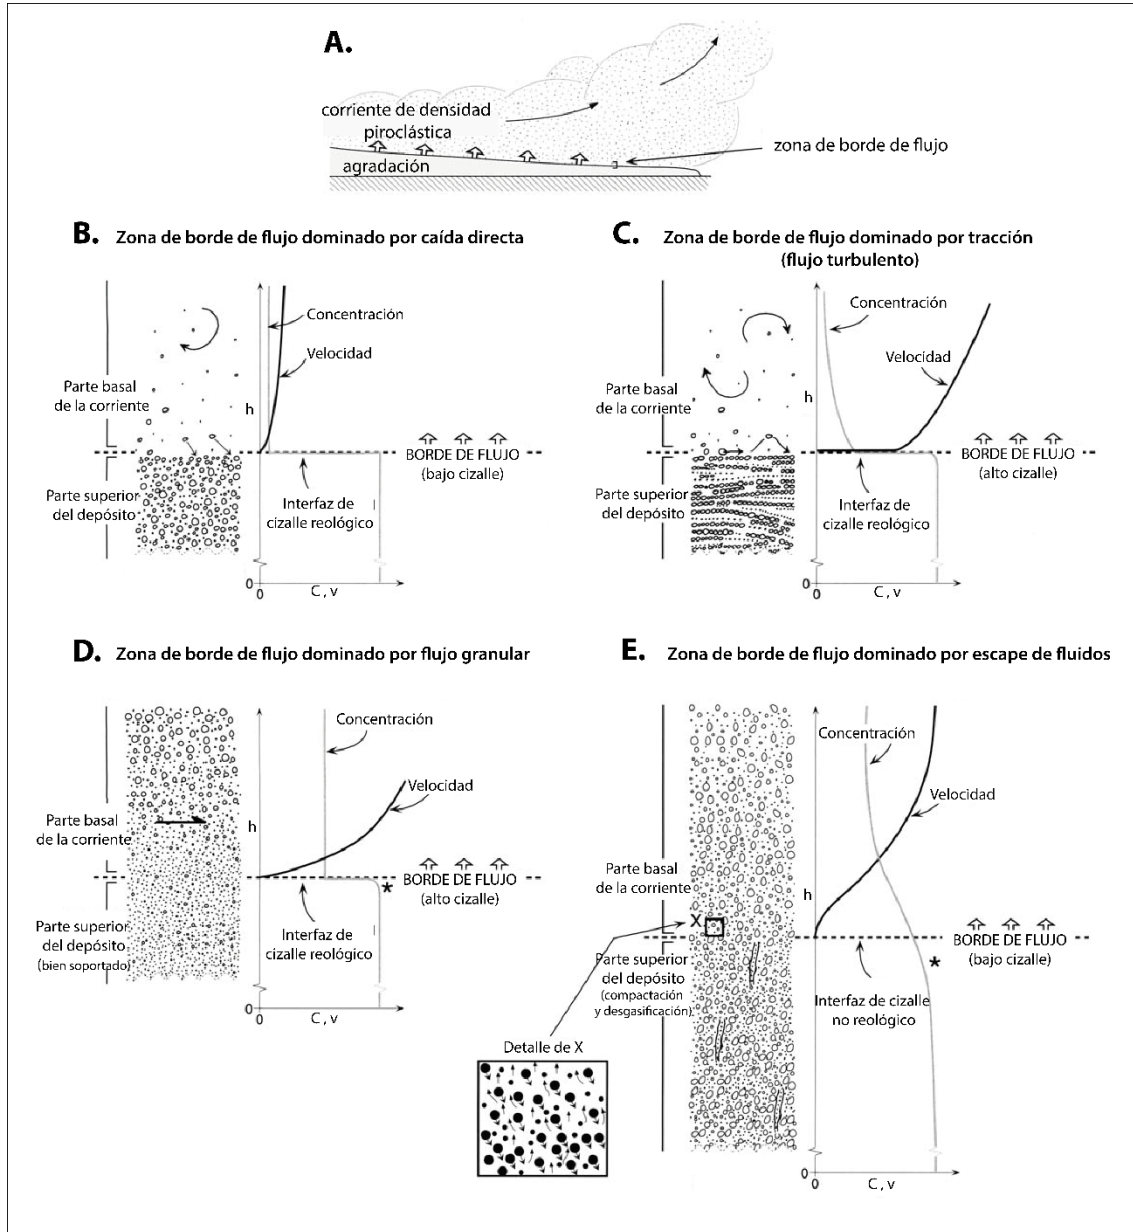 A.
corriente de densidad
piroclástica
agradación
zona de borde de flujo
B. Zona de borde de flujo dominado por caída directa
Concentración
Velocidad
Parte basal
de la corriente
h
BORDE DE FLUJO
(bajo cizalle)
Parte superior
del depósito
Interfaz de
cizalle reológico
0
0
C , v
C. Zona de borde de flujo dominado por tracción
(flujo turbulento)
Concentración
Velocidad
Parte basal
de la corriente
h
BORDE DE FLUJO
(alto cizalle)
Parte superior
del depósito
Interfaz de
cizalle reológico
0
0
C , v
D. Zona de borde de flujo dominado por flujo granular
Concentración
Velocidad
Parte basal
de la corriente
h
BORDE DE FLUJO
(alto cizalle)
*
Parte superior
del depósito
(bien soportado)
Interfaz de
cizalle reológico
0
0
C , v
E. Zona de borde de flujo dominado por escape de fluidos
Concentración
Velocidad
Parte basal
de la corriente
h
X
BORDE DE FLUJO
(bajo cizalle)
*
Parte superior
del depósito
(compactación
y desgasificación)
Interfaz de cizalle
no reológico
Detalle de X
0
0
C , v